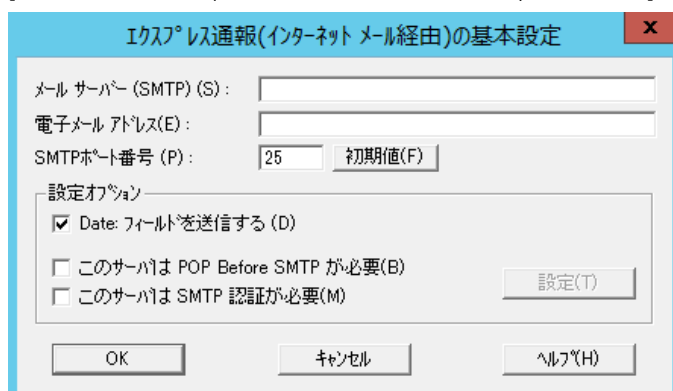 エクスプレス通報(インターネット メール経由)の基本設定
x
メール サーバー (SMTP) (S) :
電子メール アドレス(E) :
SMTPポート番号 (P) : 25 初期値(F)
設定オプション
Date: フィールドを送信する (D)
このサーバは POP Before SMTP が必要(B)
設定(T)
このサーバは SMTP 認証が必要(M)
OK キャンセル ヘルプ(H)